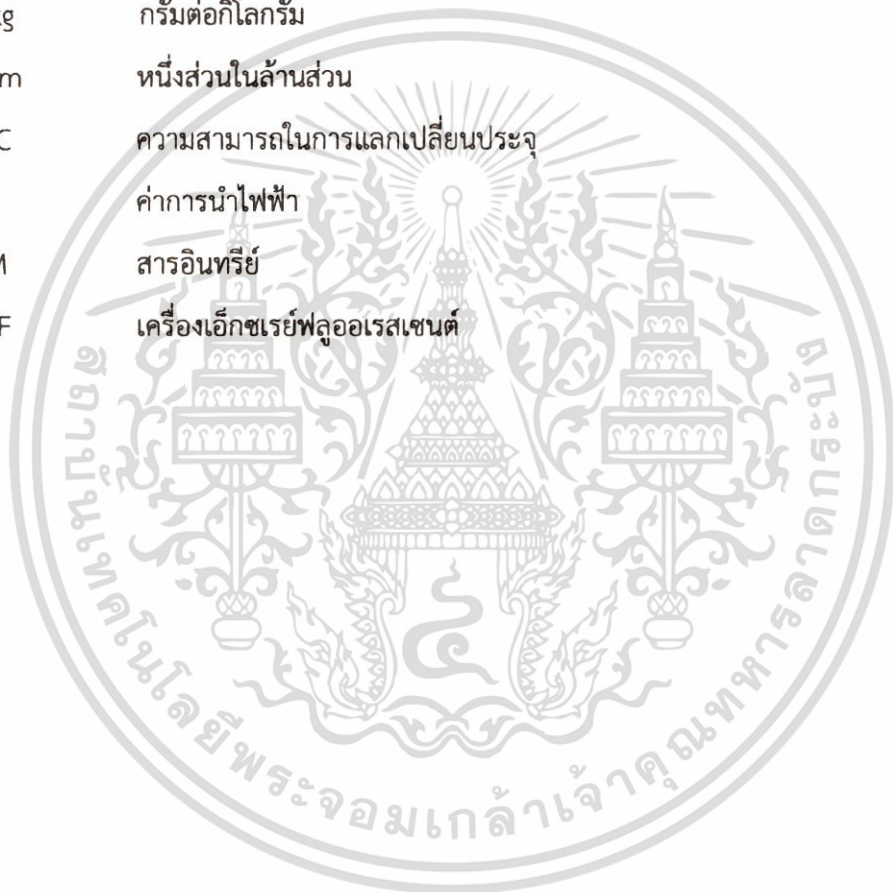 g กรัมต่อกิโลกรัม
m หนึ่งส่วนในล้านส่วน
C ความสามารถในการแลกเปลี่ยนประจุ
ค่าการนำไฟฟ้า
M สารอินทรีย์
F เครื่องเอ็กซเรย์ฟลูออเรสเซนต์
สถาบันเทคโนโลยีพระจอมเกล้าเจ้าคุณทหารลาดกระบัง